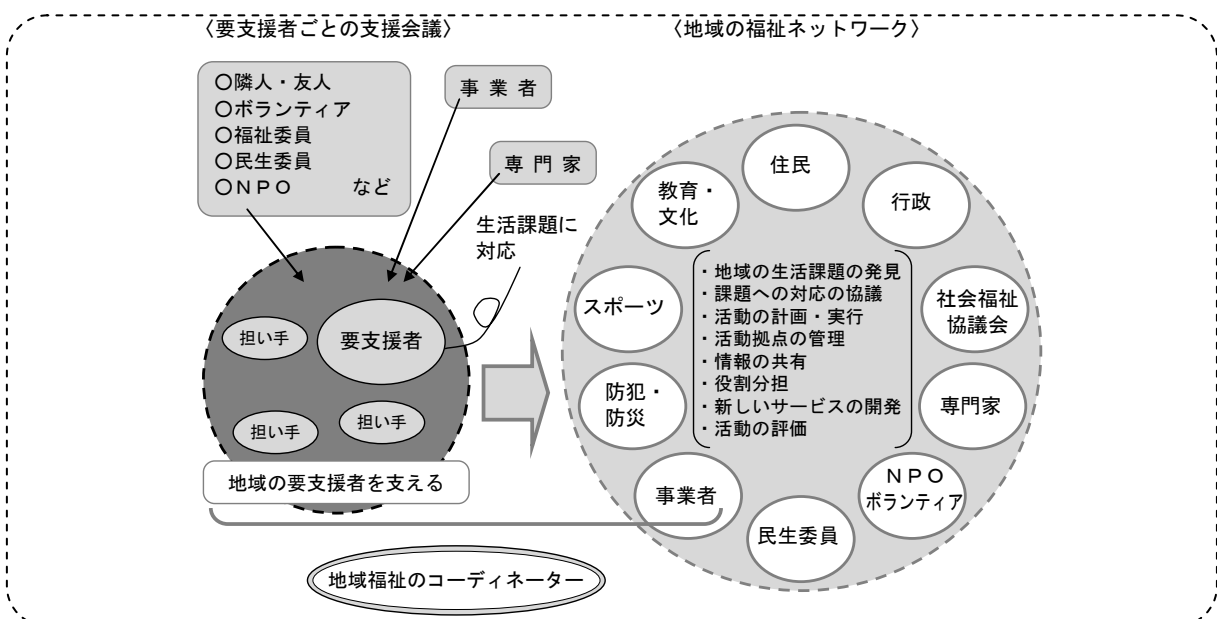 〈要支援者ごとの支援会議〉
〇隣人・友人
〇ボランティア
〇福祉委員
〇民生委員
〇ＮＰＯ　　　など
事 業 者
専 門 家
生活課題に
対応
担い手
要支援者
担い手
担い手
地域の要支援者を支える
〈地域の福祉ネットワーク〉
住民
教育・
文化
行政
スポーツ
社会福祉
協議会
防犯・
防災
専門家
事業者
ＮＰＯ
ボランティア
民生委員
・地域の生活課題の発見
・課題への対応の協議
・活動の計画・実行
・活動拠点の管理
・情報の共有
・役割分担
・新しいサービスの開発
・活動の評価
地域福祉のコーディネーター